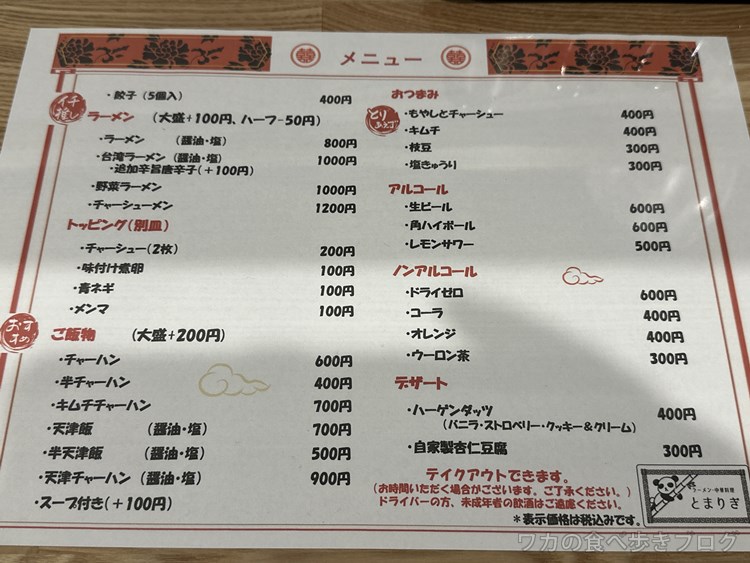 メニュー
イチ推し
・餃子（5個入） 400円
ラーメン （大盛+100円、ハーフ-50円）
・ラーメン （醤油・塩） 800円
・台湾ラーメン（醤油・塩） 1000円
・追加辛旨唐辛子（+100円）
・野菜ラーメン 1000円
・チャーシューメン 1200円
トッピング（別皿）
・チャーシュー（2枚） 200円
・味付け煮卵 100円
・青ネギ 100円
・メンマ 100円
おすすめ
ご飯物 （大盛+200円）
・チャーハン 600円
・半チャーハン 400円
・キムチチャーハン 700円
・天津飯 （醤油・塩） 700円
・半天津飯 （醤油・塩） 500円
・天津チャーハン（醤油・塩） 900円
・スープ付き（+100円）
おつまみ
とりあえず
・もやしとチャーシュー 400円
・キムチ 400円
・枝豆 300円
・塩きゅうり 300円
アルコール
・生ビール 600円
・角ハイボール 600円
・レモンサワー 500円
ノンアルコール
・ドライゼロ 600円
・コーラ 400円
・オレンジ 400円
・ウーロン茶 300円
デザート
・ハーゲンダッツ 400円
（バニラ・ストロベリー・クッキー＆クリーム）
・自家製杏仁豆腐 300円
テイクアウトできます。
（お時間いただく場合がございます。ご了承ください。）
ドライバーの方、未成年者の飲酒はご遠慮ください。
＊表示価格は税込みです。
ラーメン・中華料理
とまりぎ
ワカの食べ歩きブログ